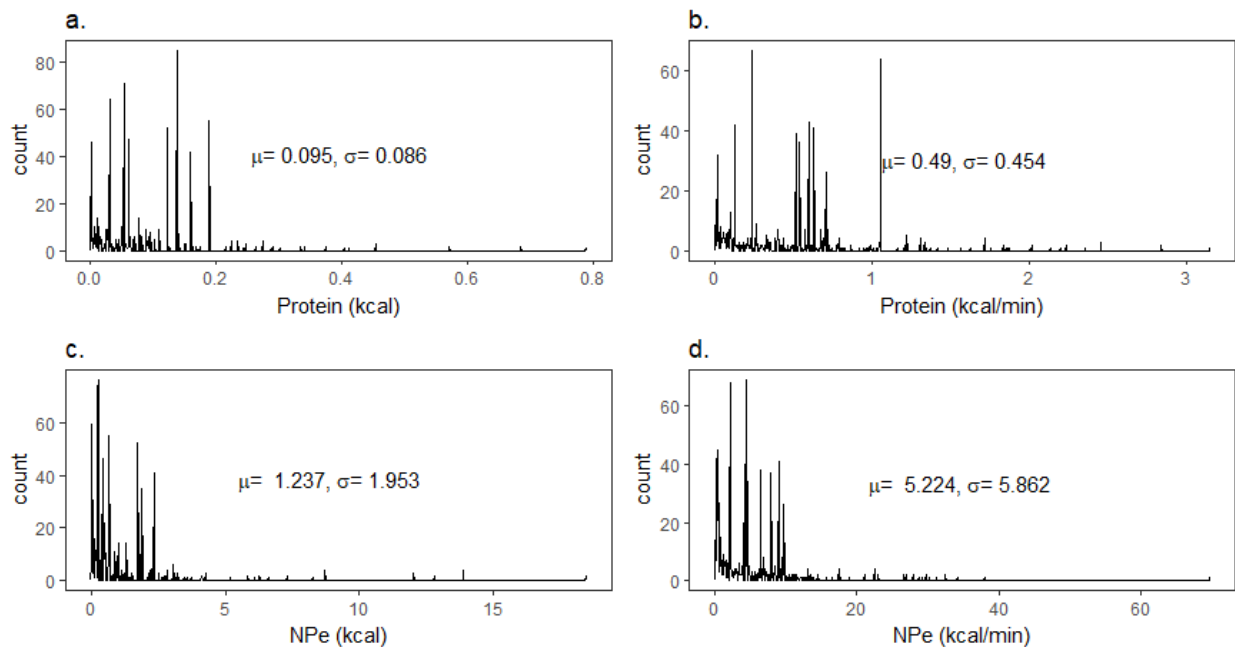 a.
80
60
40
20
0
count
μ= 0.095, σ= 0.086
0.0 0.2 0.4 0.6 0.8
Protein (kcal)
b.
60
40
20
0
count
μ= 0.49, σ= 0.454
0 1 2 3
Protein (kcal/min)
c.
60
40
20
0
count
μ= 1.237, σ= 1.953
0 5 10 15
NPe (kcal)
d.
60
40
20
0
count
μ= 5.224, σ= 5.862
0 20 40 60
NPe (kcal/min)